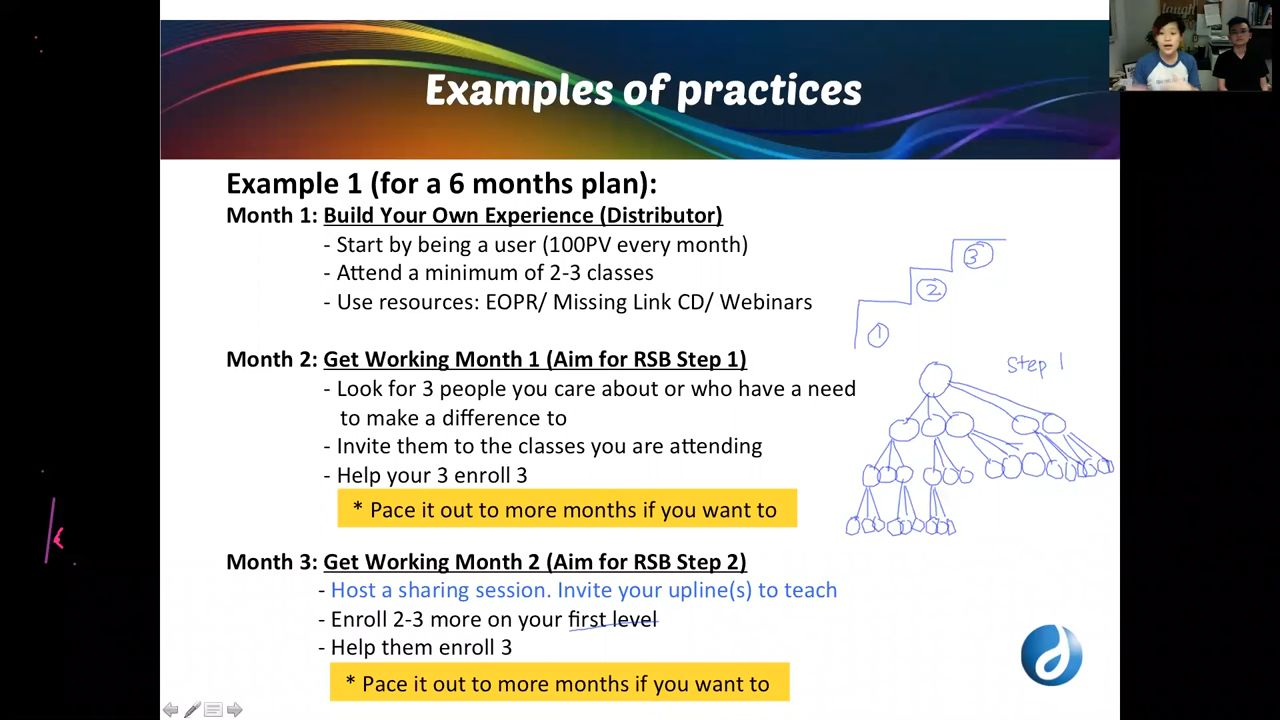 Examples of practices
laugh
Example 1 (for a 6 months plan):
Month 1: Build Your Own Experience (Distributor)
- Start by being a user (100PV every month)
- Attend a minimum of 2-3 classes
- Use resources: EOPR/ Missing Link CD/ Webinars
3
2
1
Month 2: Get Working Month 1 (Aim for RSB Step 1)
Step 1
- Look for 3 people you care about or who have a need
to make a difference to
- Invite them to the classes you are attending
- Help your 3 enroll 3
* Pace it out to more months if you want to
Month 3: Get Working Month 2 (Aim for RSB Step 2)
- Host a sharing session. Invite your upline(s) to teach
- Enroll 2-3 more on your first level
- Help them enroll 3
* Pace it out to more months if you want to